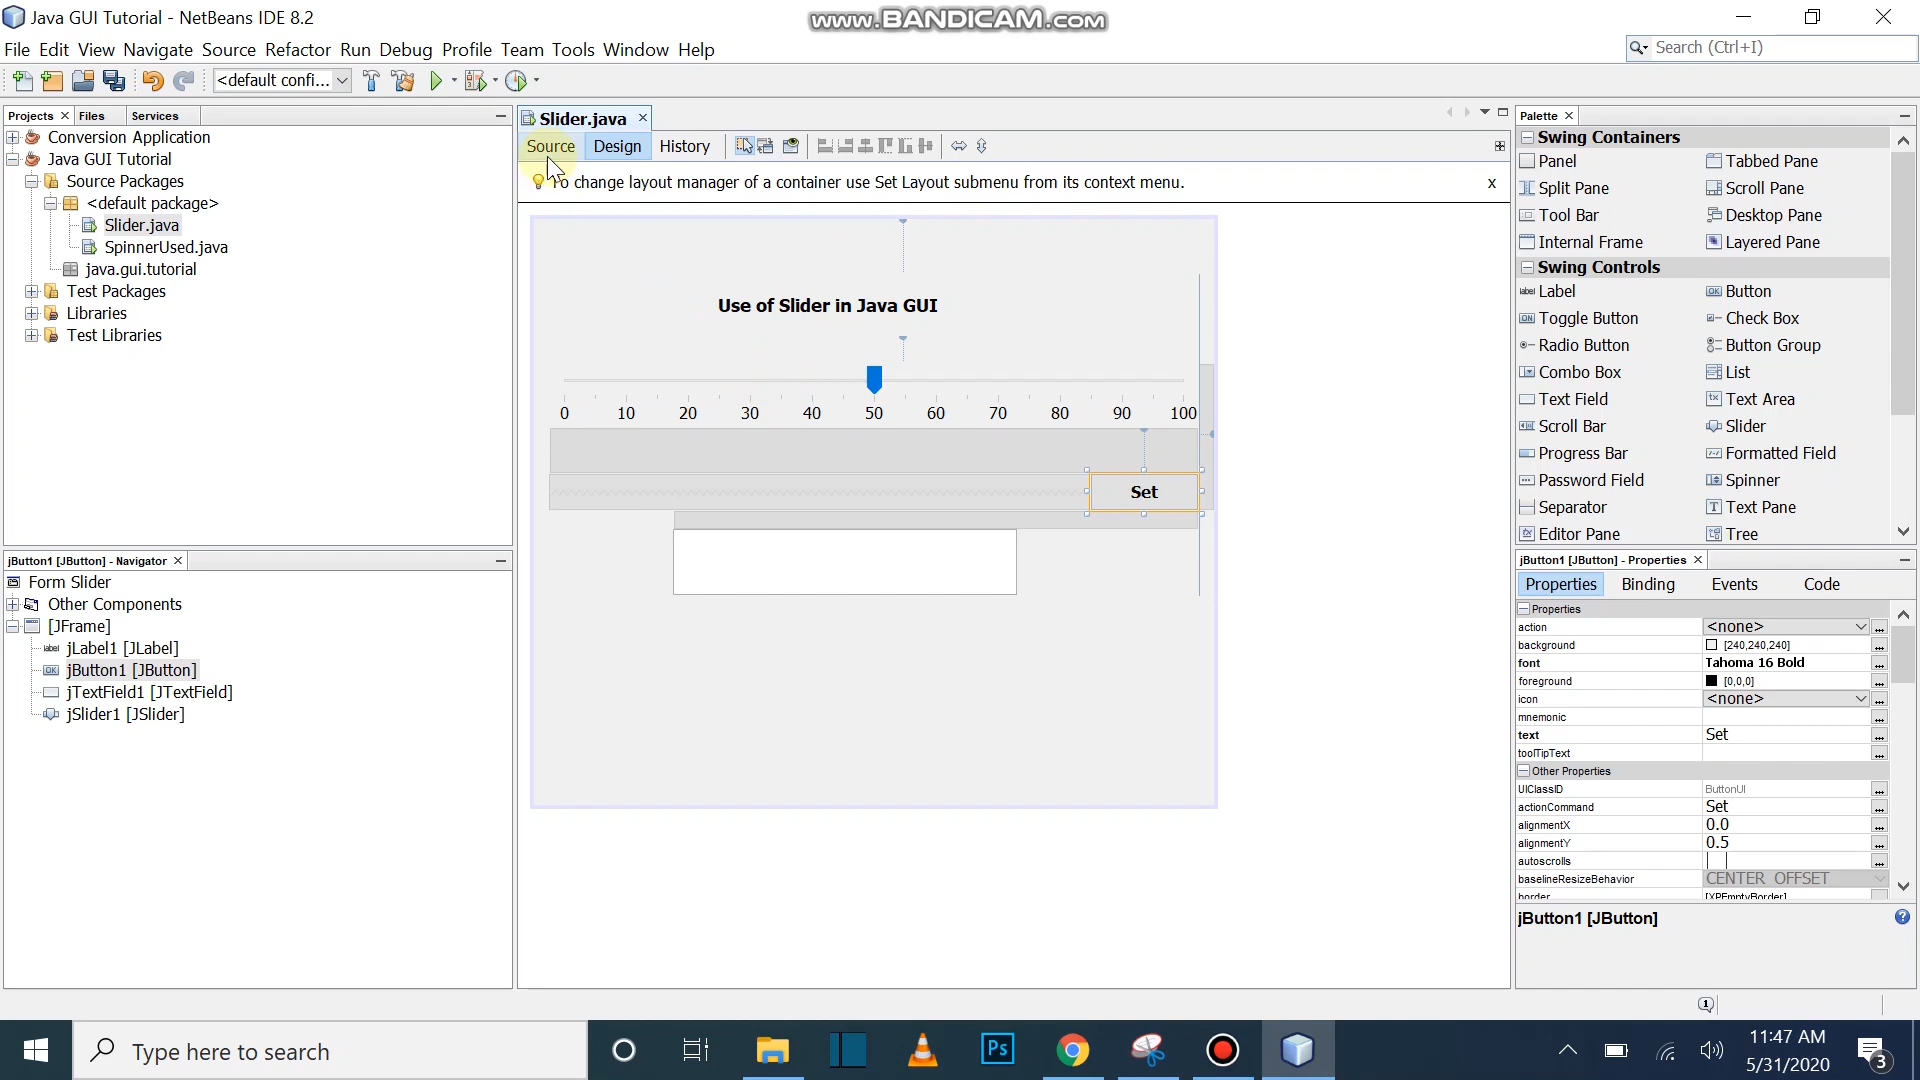 Java GUI Tutorial - NetBeans IDE 8.2
www.BANDICAM.com
File Edit View Navigate Source Refactor Run Debug Profile Team Tools Window Help
Search (Ctrl+I)
<default confi...
Projects Files Services
Conversion Application
Java GUI Tutorial
Source Packages
<default package>
Slider.java
SpinnerUsed.java
java.gui.tutorial
Test Packages
Libraries
Test Libraries
jButton1 [JButton] - Navigator
Form Slider
Other Components
[JFrame]
jLabel1 [JLabel]
jButton1 [JButton]
jTextField1 [JTextField]
jSlider1 [JSlider]
Slider.java
Source Design History
To change layout manager of a container use Set Layout submenu from its context menu. x
Use of Slider in Java GUI
0 10 20 30 40 50 60 70 80 90 100
Set
Palette
Swing Containers
Panel Tabbed Pane
Split Pane Scroll Pane
Tool Bar Desktop Pane
Internal Frame Layered Pane
Swing Controls
label Label OK Button
ON Toggle Button Check Box
Radio Button Button Group
Combo Box List
Text Field Text Area
Scroll Bar Slider
Progress Bar Formatted Field
Password Field Spinner
Separator Text Pane
Editor Pane Tree
jButton1 [JButton] - Properties
Properties Binding Events Code
Properties
action <none> ...
background [240,240,240] ...
font Tahoma 16 Bold ...
foreground [0,0,0] ...
icon <none> ...
mnemonic ...
text Set ...
toolTipText ...
Other Properties
UIClassID ButtonUI ...
actionCommand Set ...
alignmentX 0.0 ...
alignmentY 0.5 ...
autoscrolls ...
baselineResizeBehavior CENTER_OFFSET ...
border [XPEmptyBorder]
jButton1 [JButton]
1
Type here to search
Ps
11:47 AM
5/31/2020
3